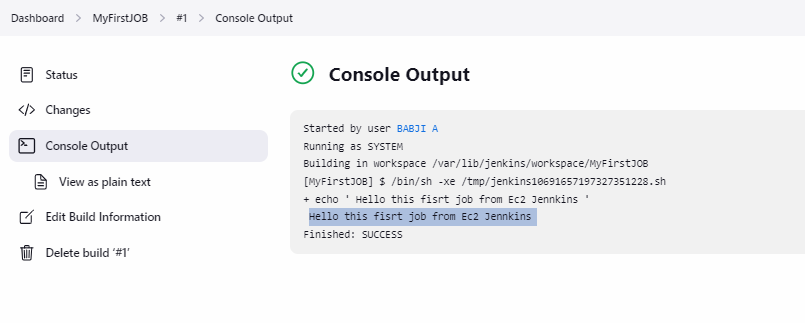 Dashboard > MyFirstJOB > #1 > Console Output
Status
Changes
Console Output
View as plain text
Edit Build Information
Delete build ‘#1’
Console Output
Started by user BABJI A
Running as SYSTEM
Building in workspace /var/lib/jenkins/workspace/MyFirstJOB
[MyFirstJOB] $ /bin/sh -xe /tmp/jenkins10691657197327351228.sh
+ echo ' Hello this fisrt job from Ec2 Jennkins '
Hello this fisrt job from Ec2 Jennkins
Finished: SUCCESS